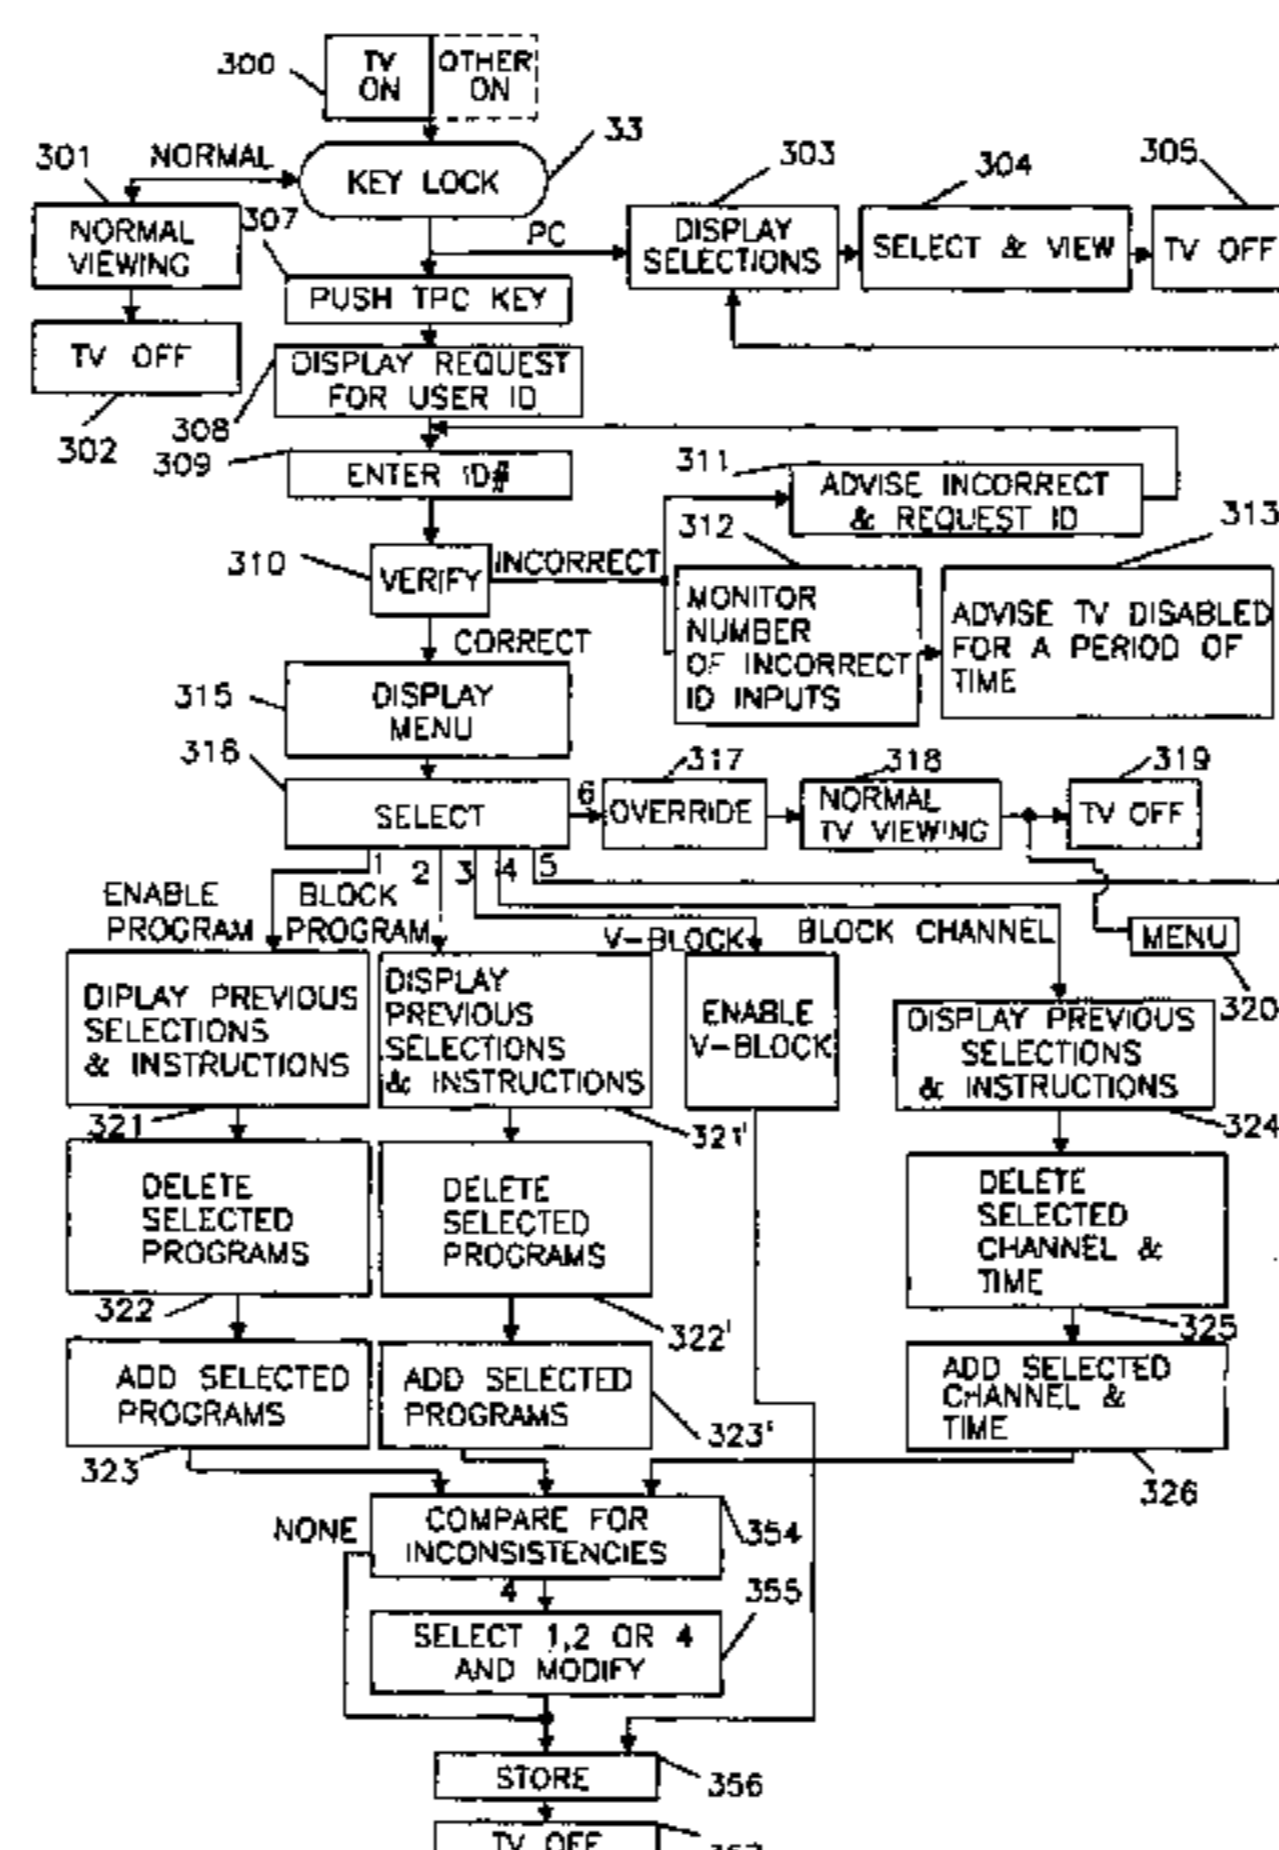 300
TV
ON
OTHER
ON
33
KEY LOCK
NORMAL
301
NORMAL
VIEWING
TV OFF
302
307
PC
303
DISPLAY
SELECTIONS
304
SELECT & VIEW
305
TV OFF
PUSH TPC KEY
DISPLAY REQUEST
FOR USER ID
308
309
ENTER ID#
311
ADVISE INCORRECT
& REQUEST ID
310
VERIFY
INCORRECT
312
MONITOR
NUMBER
OF INCORRECT
ID INPUTS
313
ADVISE TV DISABLED
FOR A PERIOD OF
TIME
CORRECT
315
DISPLAY
MENU
316
SELECT
6
317
OVERRIDE
318
NORMAL
TV VIEWING
319
TV OFF
1
2
3
4
5
ENABLE
PROGRAM
BLOCK
PROGRAM
V-BLOCK
BLOCK CHANNEL
MENU
320
DIPLAY PREVIOUS
SELECTIONS
& INSTRUCTIONS
321
DISPLAY
PREVIOUS
SELECTIONS
& INSTRUCTIONS
321'
ENABLE
V-BLOCK
DISPLAY PREVIOUS
SELECTIONS
& INSTRUCTIONS
324
DELETE
SELECTED
PROGRAMS
322
DELETE
SELECTED
PROGRAMS
322'
DELETE
SELECTED
CHANNEL &
TIME
325
ADD SELECTED
PROGRAMS
323
ADD SELECTED
PROGRAMS
323'
ADD SELECTED
CHANNEL &
TIME
326
NONE
COMPARE FOR
INCONSISTENCIES
354
4
355
SELECT 1,2 OR 4
AND MODIFY
STORE
356
TV OFF